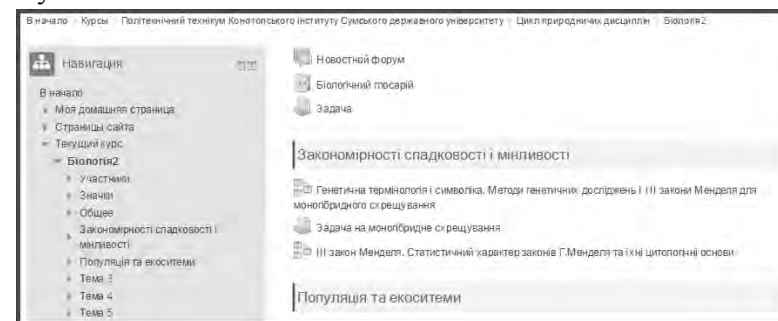 В начало Курсы Політехнічний технікум Конотопського інституту Сумського державного університету Цикл природничих дисциплін Біологія2
Навигация
В начало
Моя домашняя страница
Страницы сайта
Текущий курс
Біологія2
Участники
Значки
Общее
Закономірності спадковості і
мінливості
Популяція та екоситеми
Тема 3
Тема 4
Тема 5
Новостной форум
Біологічний глосарій
Задача
Закономірності спадковості і мінливості
Генетична термінологія і символіка. Методи генетичних досліджень І і ІІ закони Менделя для
моногібридного схрещування
Задача на моногібридне схрещування
ІІІ закон Менделя. Статистичний характер законів Г.Менделя та їхні цитологічні основи
Популяція та екоситеми